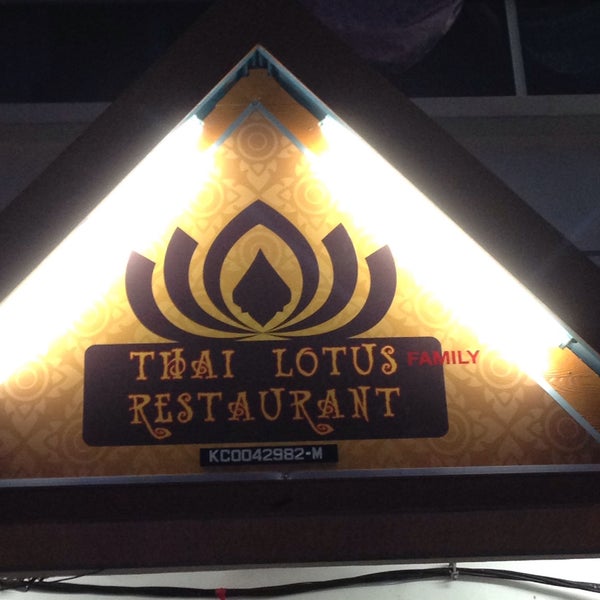 THAI LOTUS FAMILY
RESTAURANT
KC0042982-M